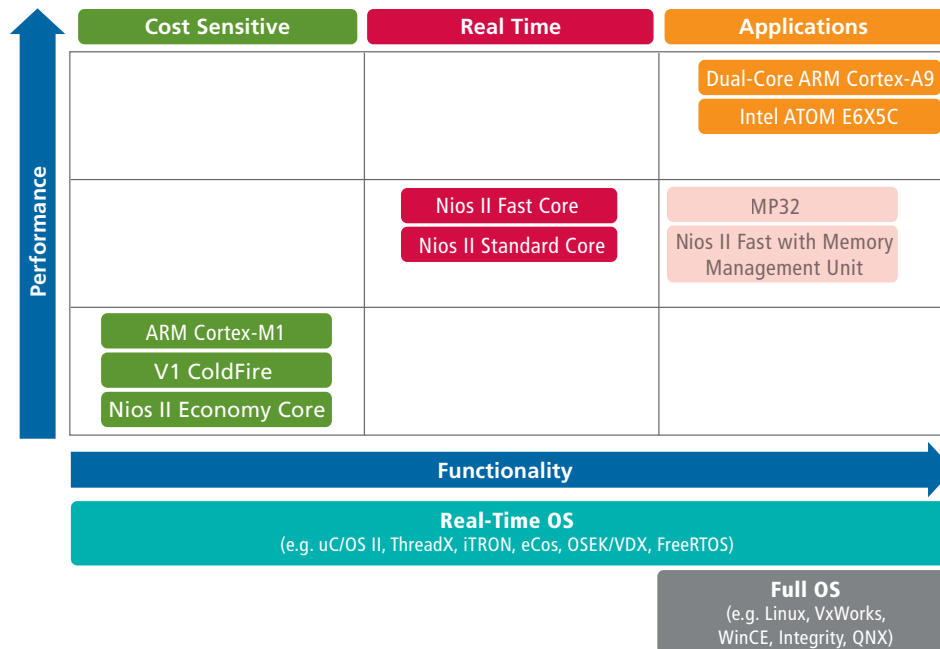 Cost Sensitive
Real Time
Applications
Performance
Dual-Core ARM Cortex-A9
Intel ATOM E6X5C
Nios II Fast Core
Nios II Standard Core
MP32
Nios II Fast with Memory
Management Unit
ARM Cortex-M1
V1 ColdFire
Nios II Economy Core
Functionality
Real-Time OS
(e.g. uC/OS II, ThreadX, iTRON, eCos, OSEK/VDX, FreeRTOS)
Full OS
(e.g. Linux, VxWorks,
WinCE, Integrity, QNX)